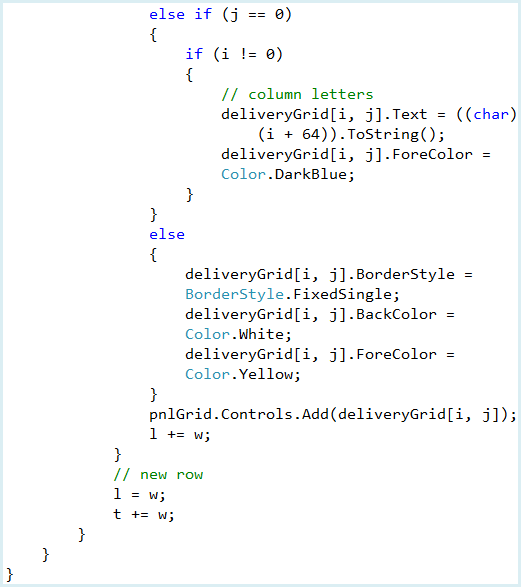 else if (j == 0)
{
if (i != 0)
{
// column letters
deliveryGrid[i, j].Text = ((char)
(i + 64)).ToString();
deliveryGrid[i, j].ForeColor =
Color.DarkBlue;
}
}
else
{
deliveryGrid[i, j].BorderStyle =
BorderStyle.FixedSingle;
deliveryGrid[i, j].BackColor =
Color.White;
deliveryGrid[i, j].ForeColor =
Color.Yellow;
}
pnlGrid.Controls.Add(deliveryGrid[i, j]);
l += w;
}
// new row
l = w;
t += w;
}
}
}